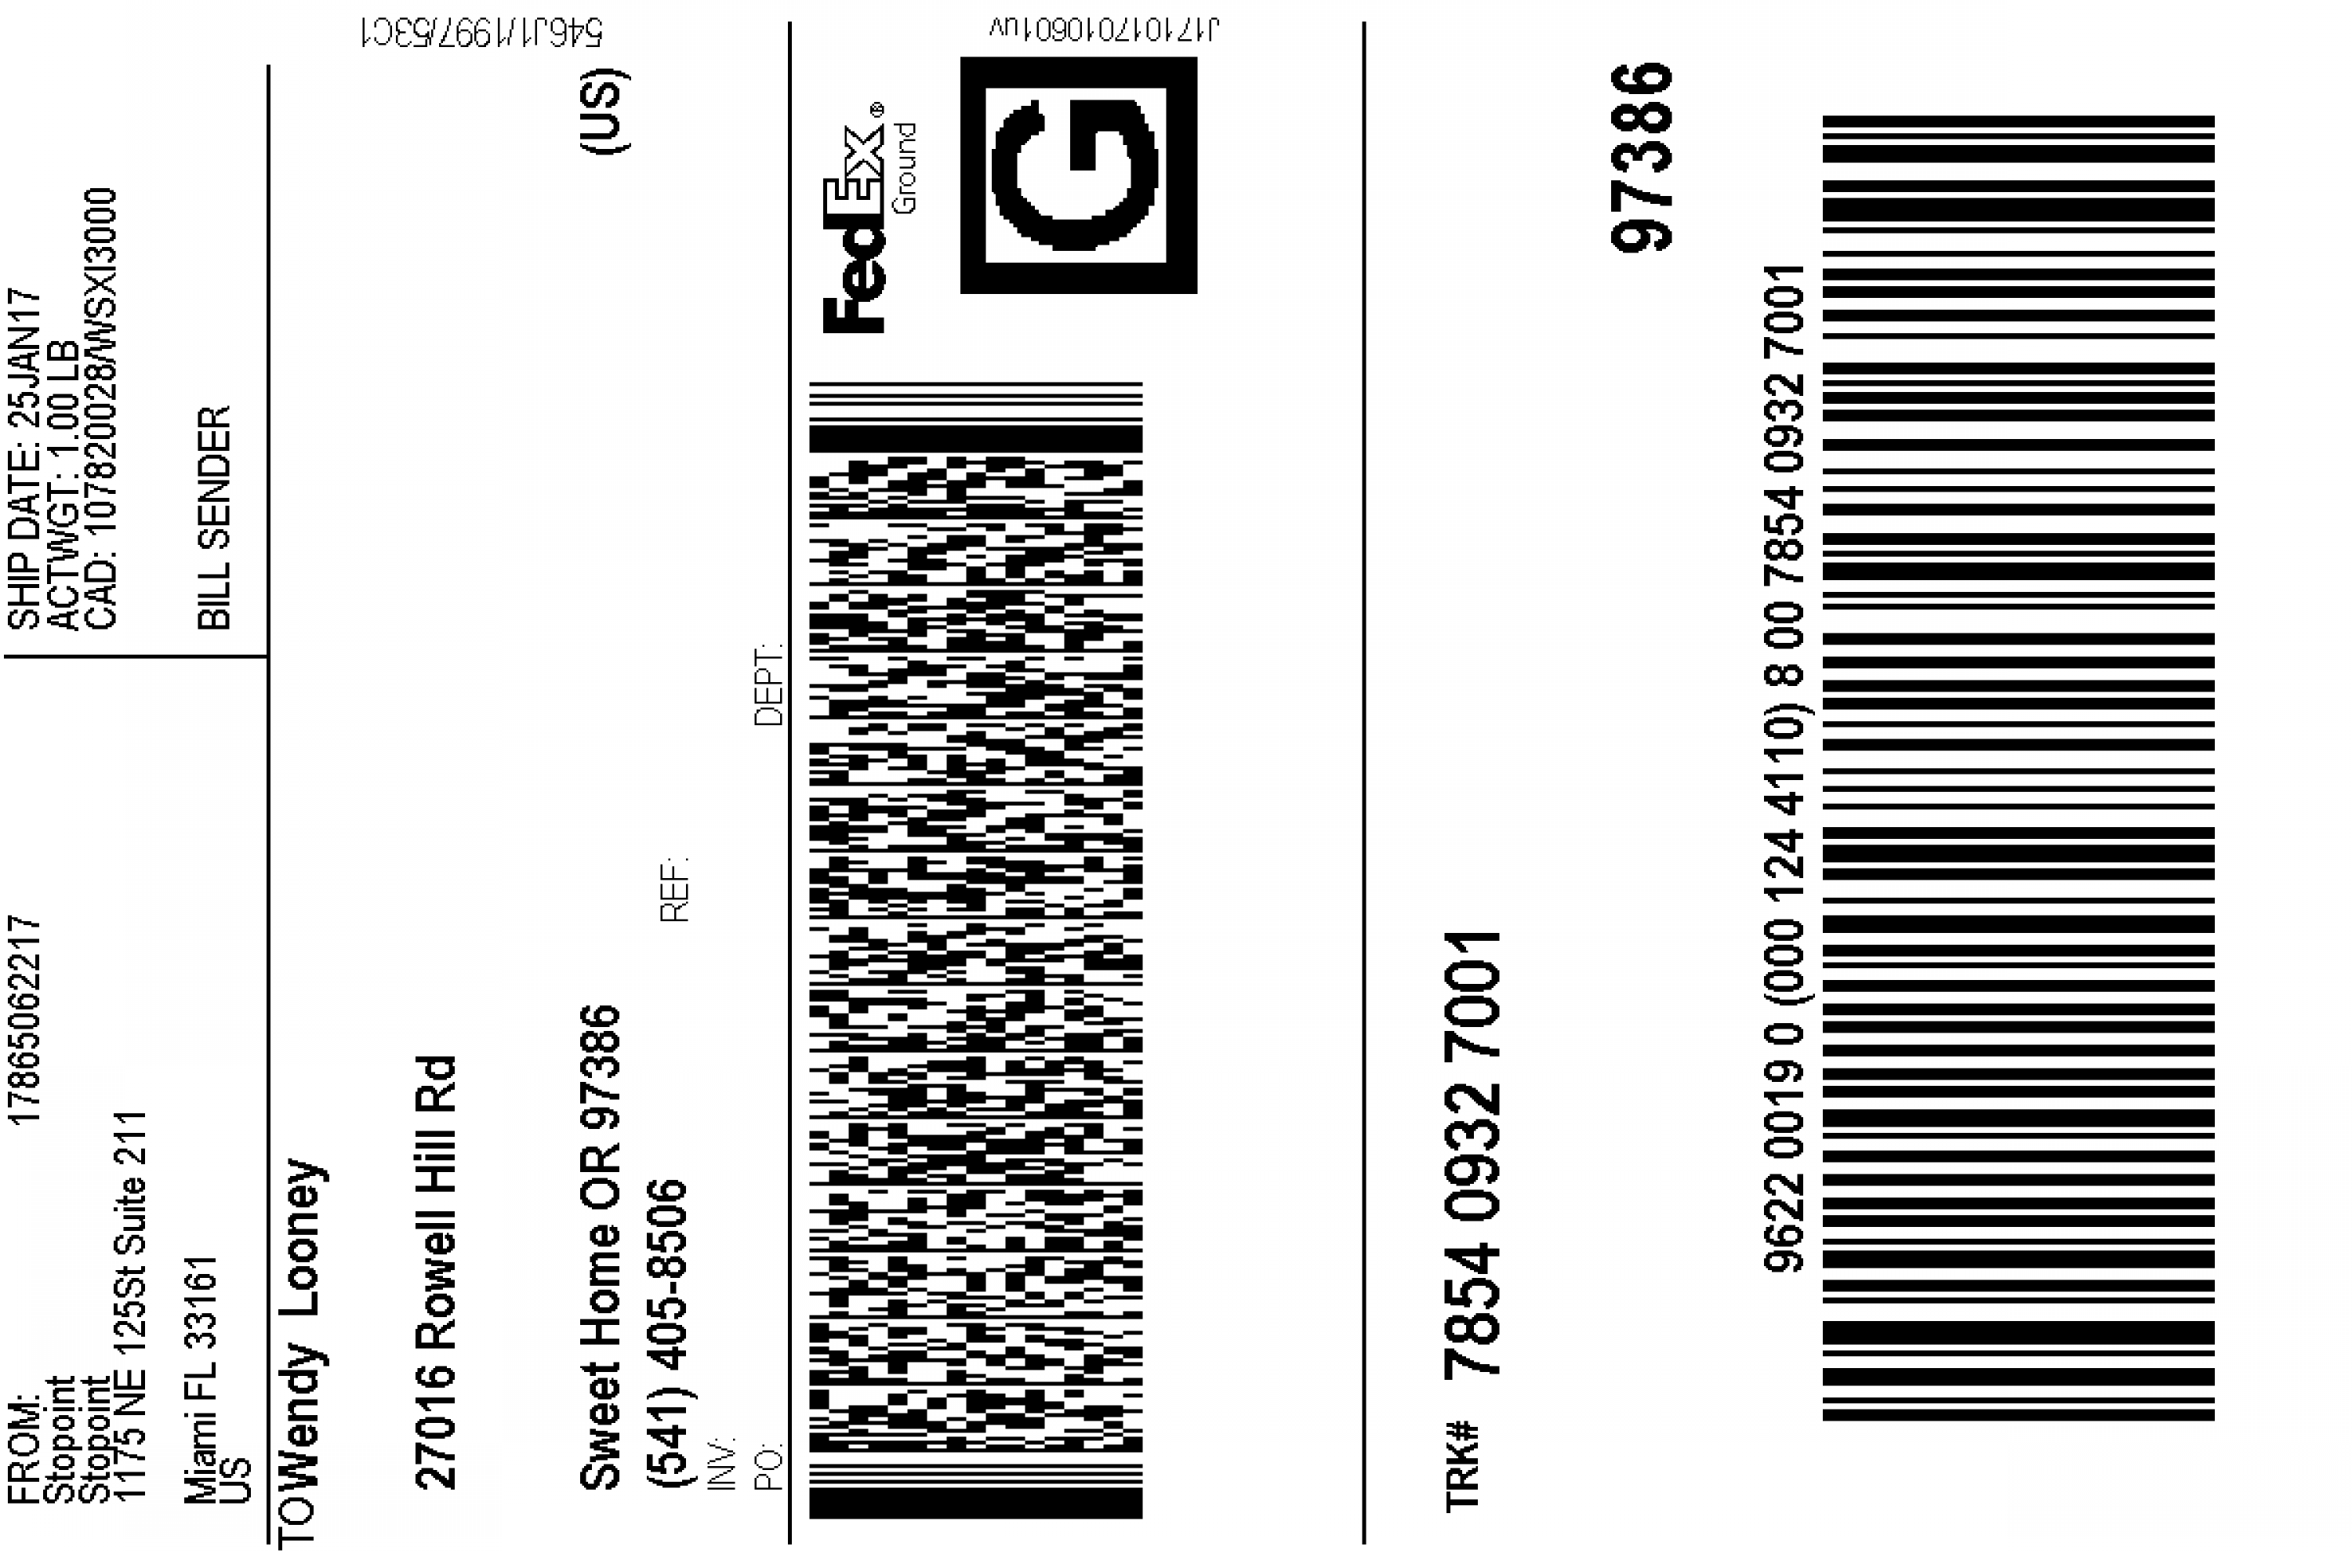 FROM: 17865062217
Stopoint
Stopoint
1175 NE 125St Suite 211
Miami FL 33161
US
SHIP DATE: 25JAN17
ACTWGT: 1.00 LB
CAD: 107820028/WSXI3000
BILL SENDER
TO Wendy Looney
27016 Rowell Hill Rd
Sweet Home OR 97386 (US)
(541) 405-8506
REF:
INV:
PO: DEPT:
546J1/1997/53C1
FedEx®
Ground
G
J171017010601uv
TRK# 7854 0932 7001
97386
9622 0019 0 (000 124 4110) 8 00 7854 0932 7001